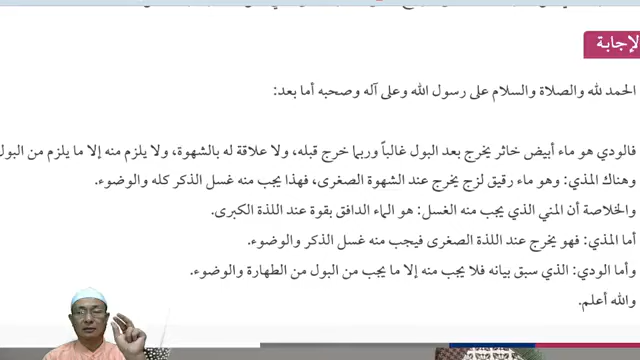 الإجابة
الحمد لله والصلاة والسلام على رسول الله وعلى آله وصحبه أما بعد:
فالودي هو ماء أبيض خاثر يخرج بعد البول غالباً وربما خرج قبله، ولا علاقة له بالشهوة، ولا يلزم منه إلا ما يلزم من البول
وهناك المذي: وهو ماء رقيق لزج يخرج عند الشهوة الصغرى، فهذا يجب منه غسل الذكر كله والوضوء.
والخلاصة أن المني الذي يجب منه الغسل: هو الماء الدافق بقوة عند اللذة الكبرى.
أما المذي: فهو يخرج عند اللذة الصغرى فيجب منه غسل الذكر والوضوء.
وأما الودي: الذي سبق بيانه فلا يجب منه إلا ما يجب من البول من الطهارة والوضوء.
والله أعلم.